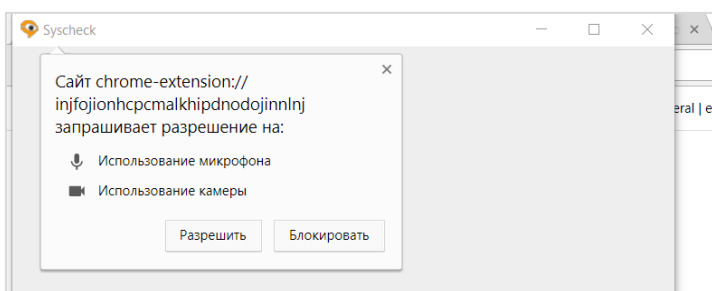 Syscheck
Сайт chrome-extension://
injfojionhcpcmalkhipdnodojinnlnj
запрашивает разрешение на:
Использование микрофона
Использование камеры
Разрешить Блокировать
eral | e